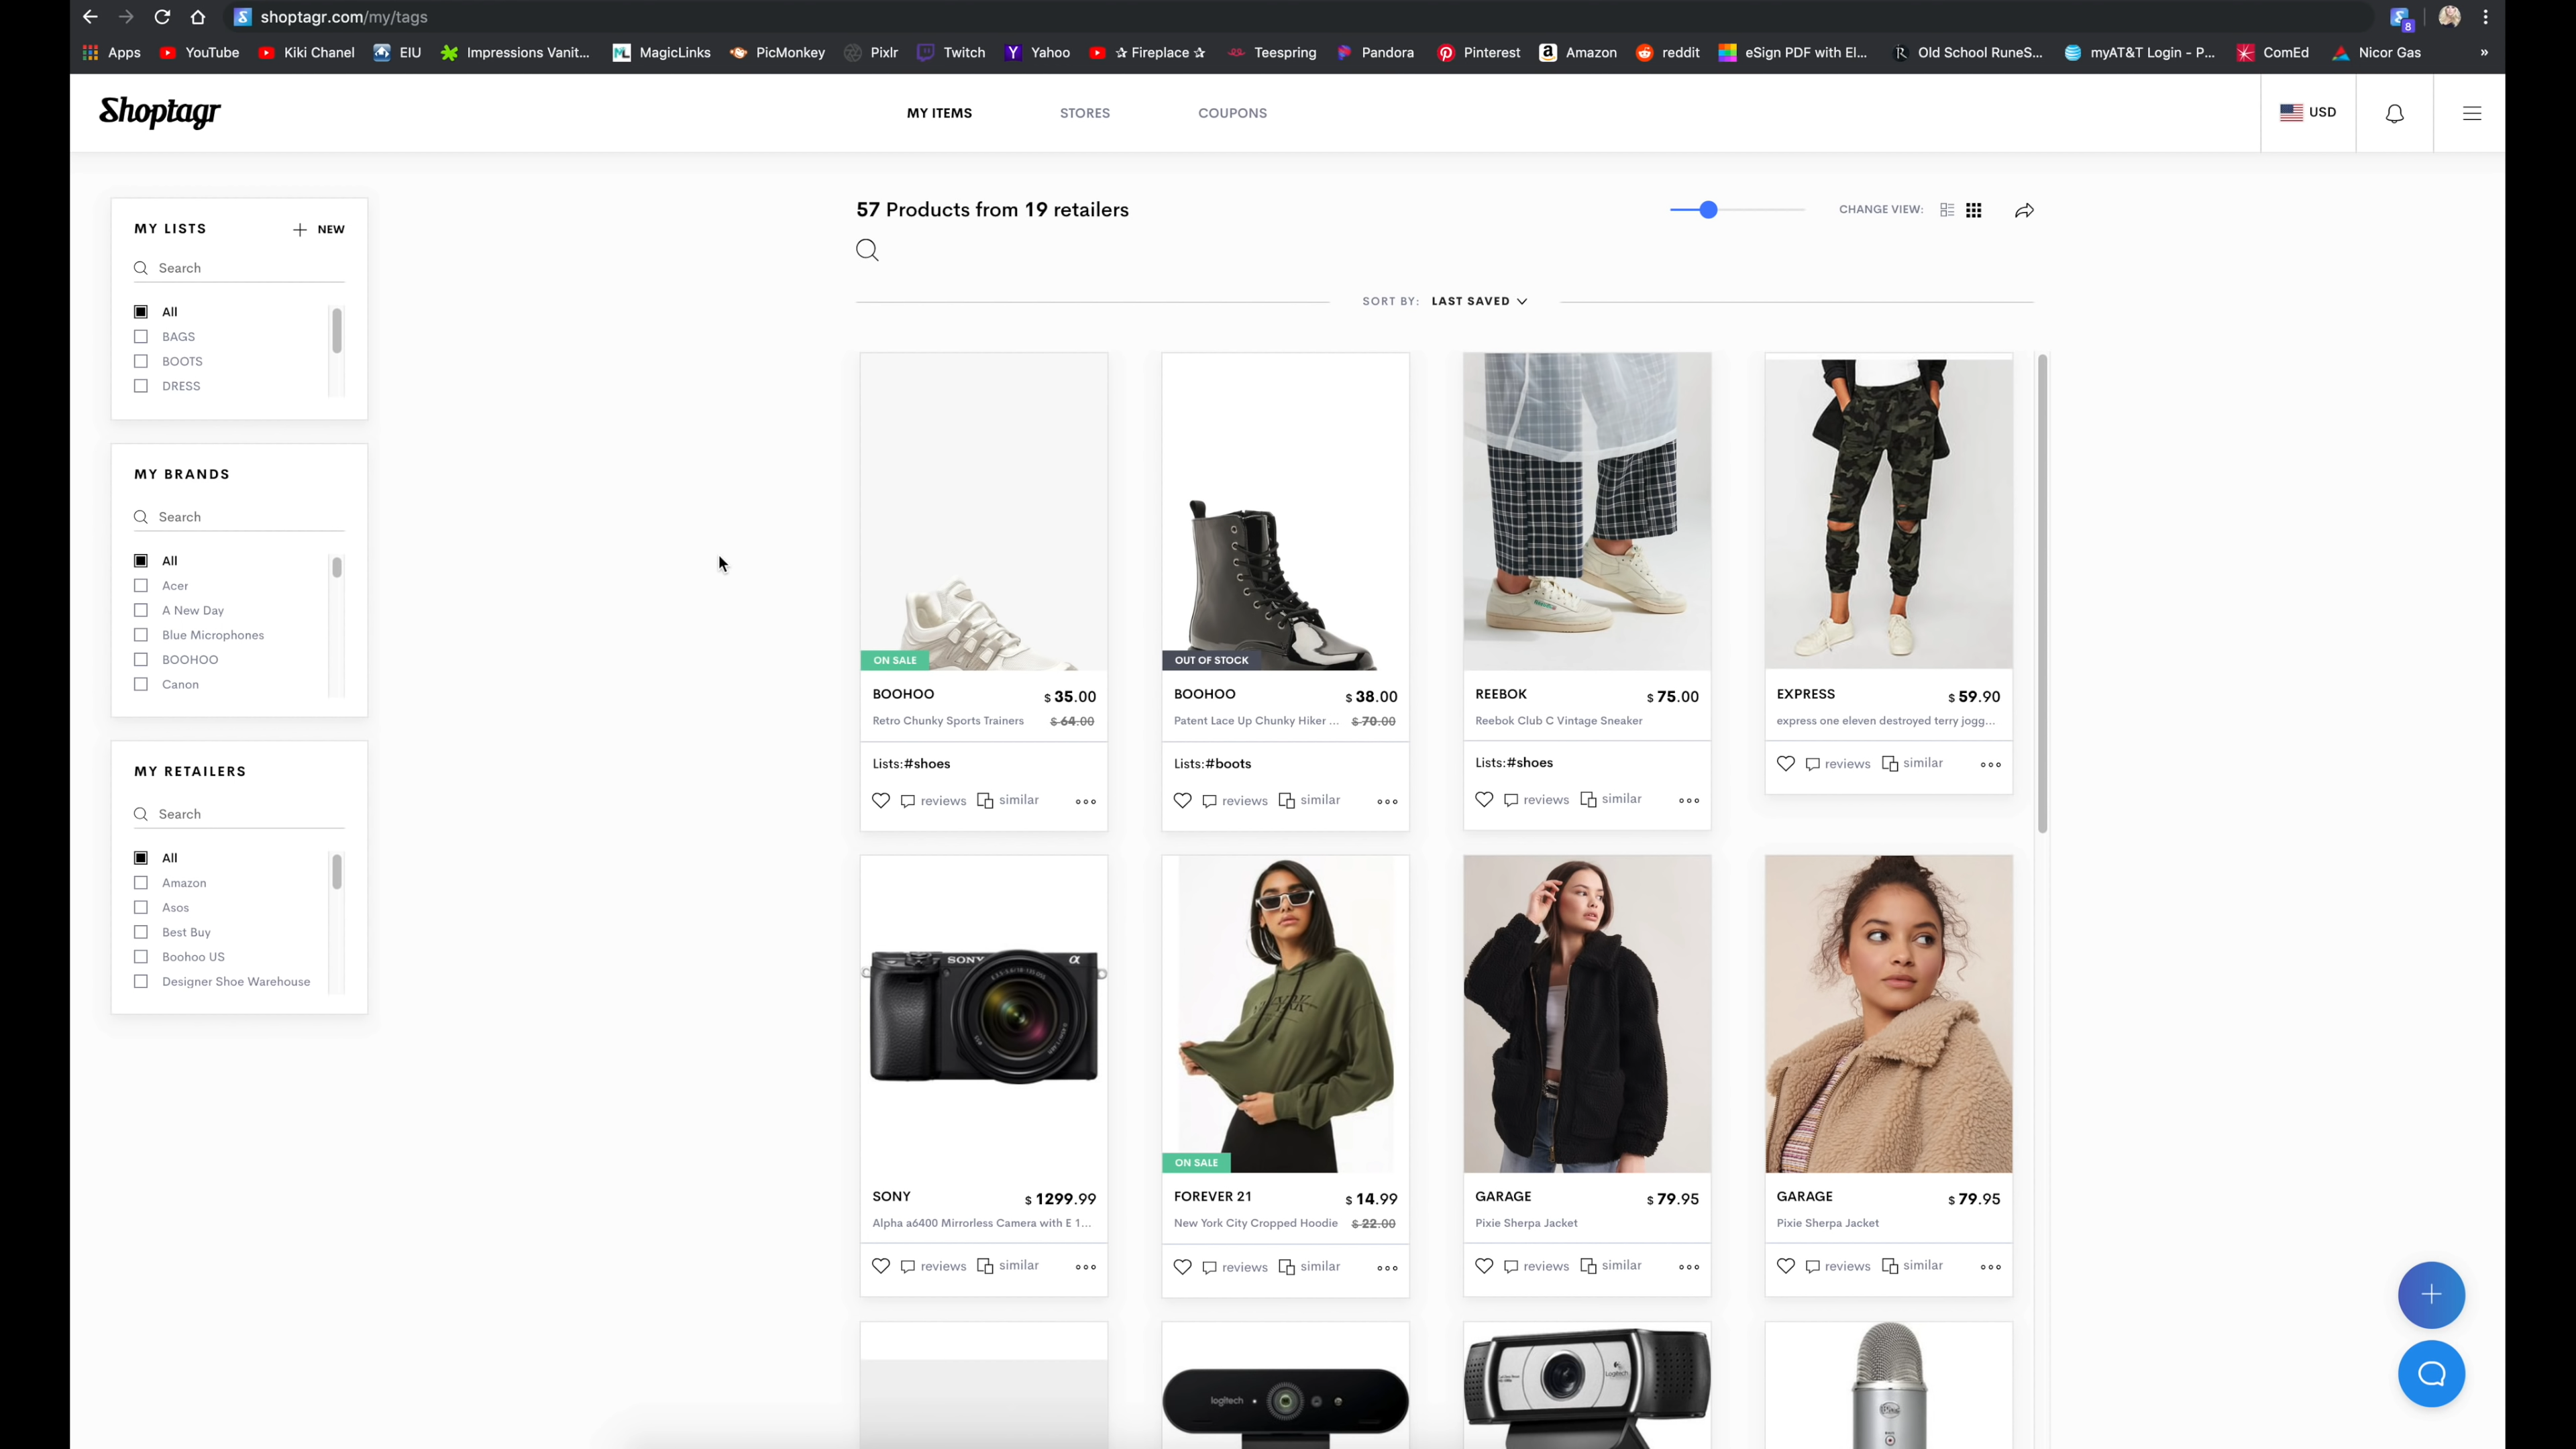 shoptagr.com/my/tags
8
Apps YouTube Kiki Chanel EIU Impressions Vanit... MagicLinks PicMonkey Pixlr Twitch Yahoo ✰ Fireplace ✰ Teespring Pandora Pinterest Amazon reddit eSign PDF with El... Old School RuneS... myAT&T Login - P... ComEd Nicor Gas »
Shoptagr MY ITEMS STORES COUPONS USD
MY LISTS + NEW
Search
All
BAGS
BOOTS
DRESS
MY BRANDS
Search
All
Acer
A New Day
Blue Microphones
BOOHOO
Canon
MY RETAILERS
Search
All
Amazon
Asos
Best Buy
Boohoo US
Designer Shoe Warehouse
57 Products from 19 retailers CHANGE VIEW:
SORT BY: LAST SAVED
ON SALE
BOOHOO $ 35.00
Retro Chunky Sports Trainers $ 64.00
Lists:#shoes
reviews similar
OUT OF STOCK
BOOHOO $ 38.00
Patent Lace Up Chunky Hiker ... $ 70.00
Lists:#boots
reviews similar
REEBOK $ 75.00
Reebok Club C Vintage Sneaker
Lists:#shoes
reviews similar
EXPRESS $ 59.90
express one eleven destroyed terry jogg...
reviews similar
SONY α
SONY $ 1299.99
Alpha a6400 Mirrorless Camera with E 1...
reviews similar
ON SALE
FOREVER 21 $ 14.99
New York City Cropped Hoodie $ 22.00
reviews similar
GARAGE $ 79.95
Pixie Sherpa Jacket
reviews similar
GARAGE $ 79.95
Pixie Sherpa Jacket
reviews similar
logitech
Logitech